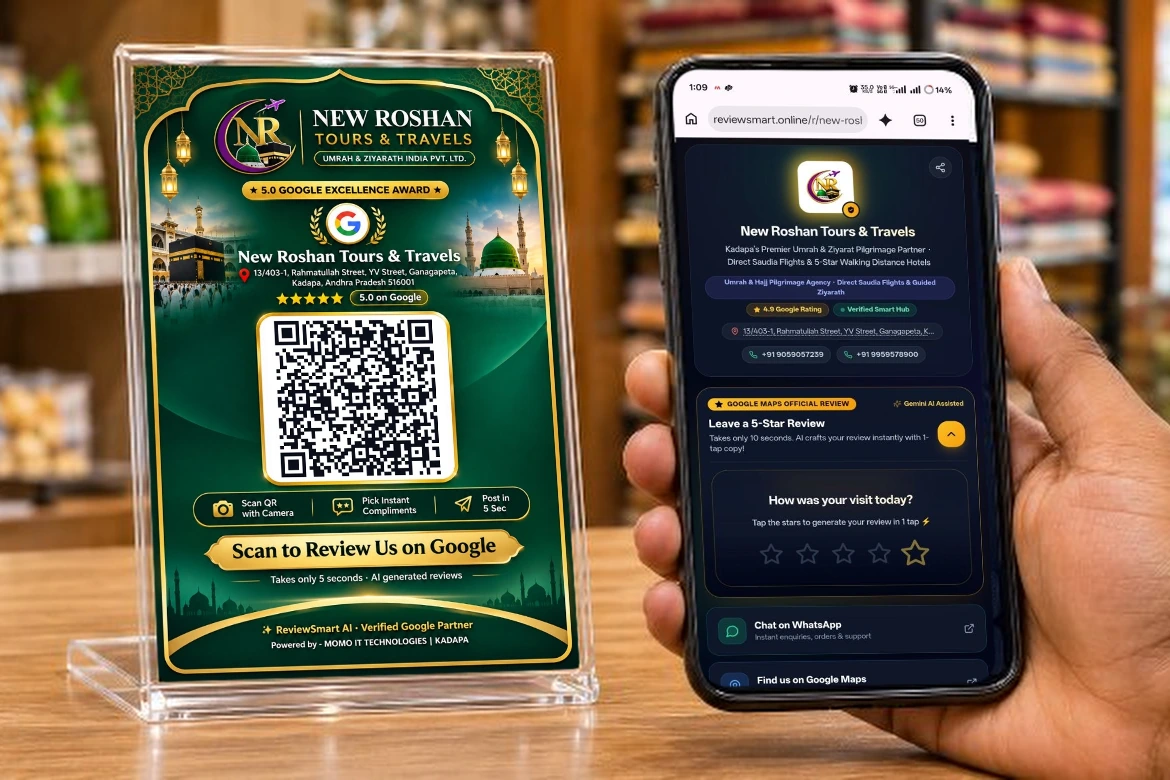 NR
NEW ROSHAN
TOURS & TRAVELS
UMRAH & ZIYARATH INDIA PVT. LTD.
★ 5.0 GOOGLE EXCELLENCE AWARD ★
G
New Roshan Tours & Travels
13/403-1, Rahmatullah Street, YV Street, Ganagapeta,
Kadapa, Andhra Pradesh 516001
★★★★★ 5.0 on Google
Scan QR
with Camera
Pick Instant
Compliments
Post in
5 Sec
Scan to Review Us on Google
Takes only 5 seconds · AI generated reviews
ReviewSmart AI · Verified Google Partner
Powered by - MOMO IT TECHNOLOGIES | KADAPA
1:09
14%
reviewsmart.online/r/new-rosl
50
NR
New Roshan Tours & Travels
Kadapa's Premier Umrah & Ziyarat Pilgrimage Partner ·
Direct Saudia Flights & 5-Star Walking Distance Hotels
Umrah & Hajj Pilgrimage Agency · Direct Saudia Flights & Guided
Ziyarath
★ 4.9 Google Rating
Verified Smart Hub
13/403-1, Rahmatullah Street, YV Street, Ganagapeta, K...
+91 9059057239
+91 9959578900
★ GOOGLE MAPS OFFICIAL REVIEW
Gemini AI Assisted
Leave a 5-Star Review
Takes only 10 seconds. AI crafts your review instantly with 1-
tap copy!
How was your visit today?
Tap the stars to generate your review in 1 tap ⚡
Chat on WhatsApp
Instant enquiries, orders & support
Find us on Google Maps